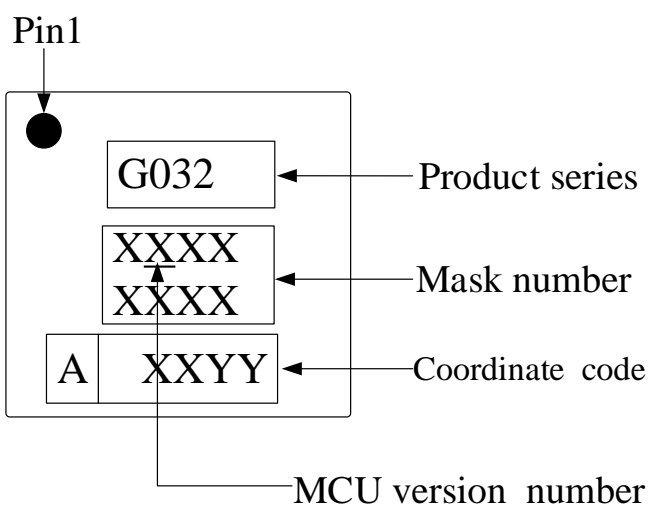 Pin1
G032
Product series
XXXX
XXXX
Mask number
A XXYY
Coordinate code
MCU version number